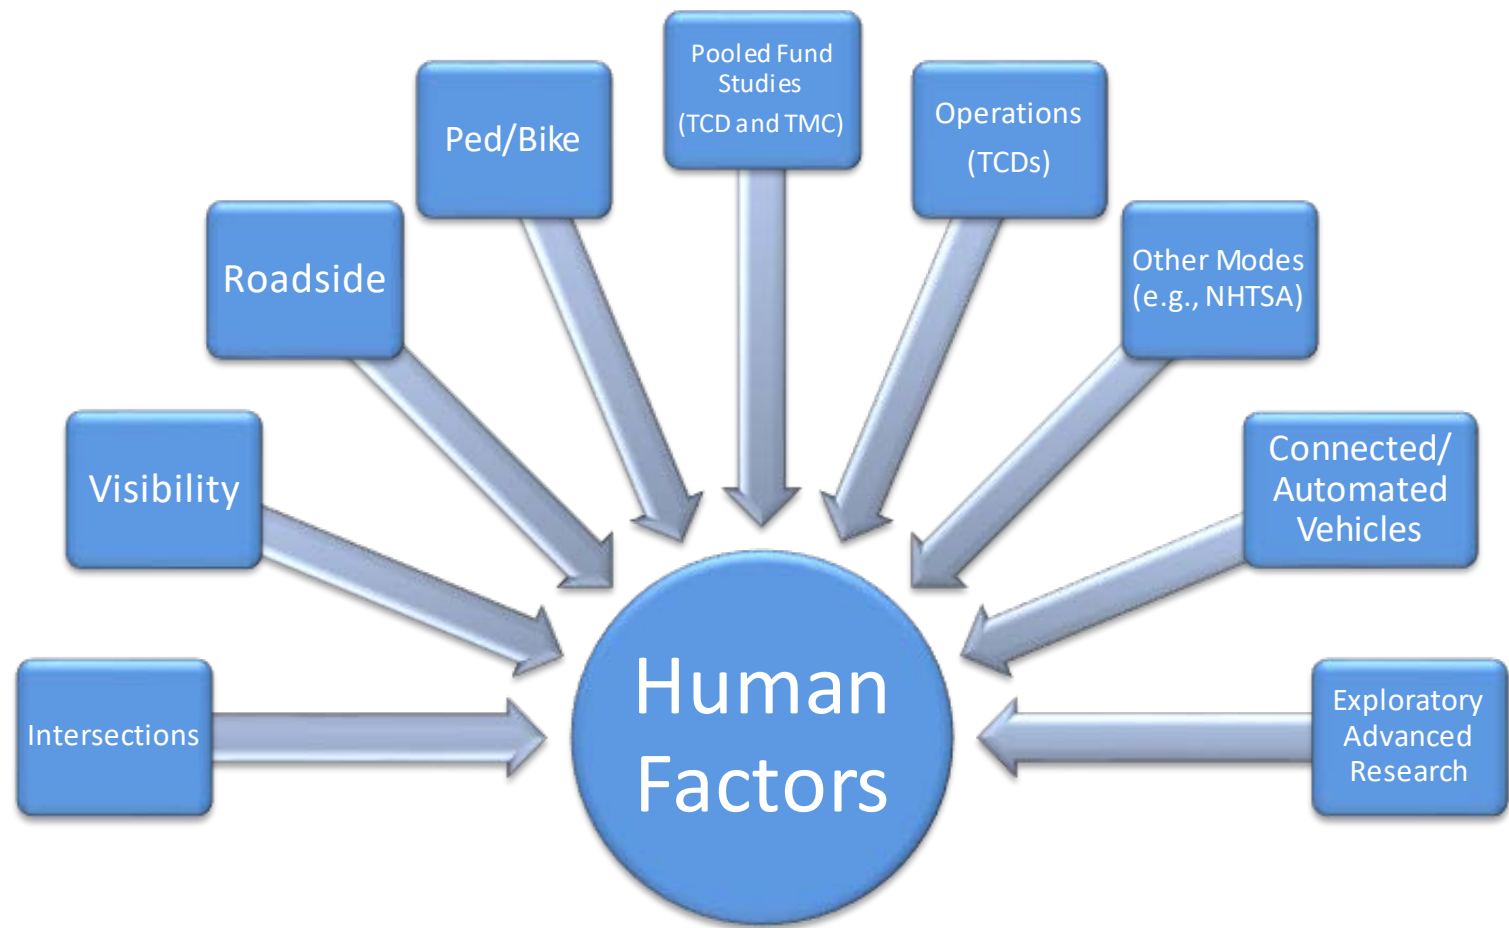 Pooled Fund
Studies
(TCD and TMC)
Operations
(TCDs)
Ped/Bike
Other Modes
(e.g., NHTSA)
Roadside
Connected/
Automated
Vehicles
Visibility
Human
Factors
Intersections
Exploratory
Advanced
Research